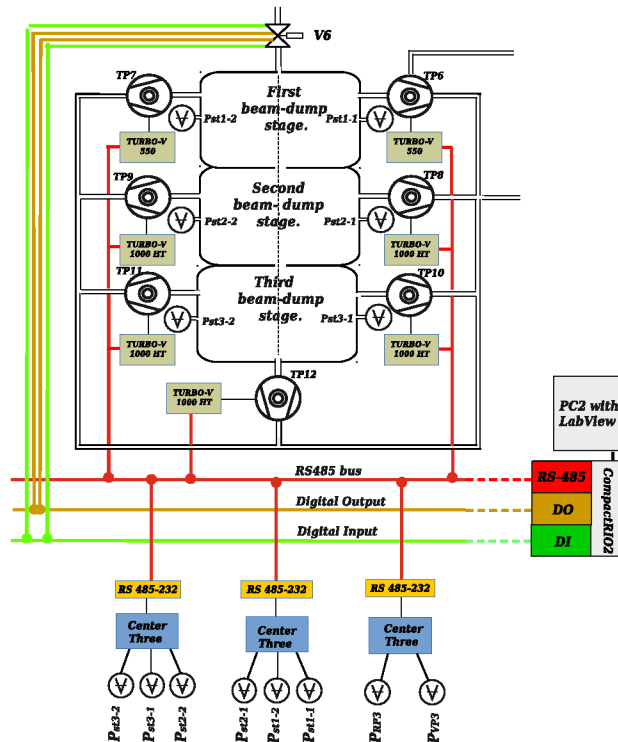 V6
TP7
TP6
First
beam-dump
stage.
Pst1-2
Pst1-1
TURBO-V
550
TURBO-V
550
TP9
TP8
Second
beam-dump
stage.
Pst2-2
Pst2-1
TURBO-V
1000 HT
TURBO-V
1000 HT
TP11
TP10
Third
beam-dump
stage.
Pst3-2
Pst3-1
TURBO-V
1000 HT
TURBO-V
1000 HT
TP12
TURBO-V
1000 HT
PC2 with
LabView
RS485 bus
RS-485
Digital Output
DO
Digital Input
DI
CompactRIO2
RS 485-232
RS 485-232
RS 485-232
Center
Three
Center
Three
Center
Three
Pst3-2
Pst3-1
Pst2-2
Pst2-1
Pst1-2
Pst1-1
PRP3
PVP3